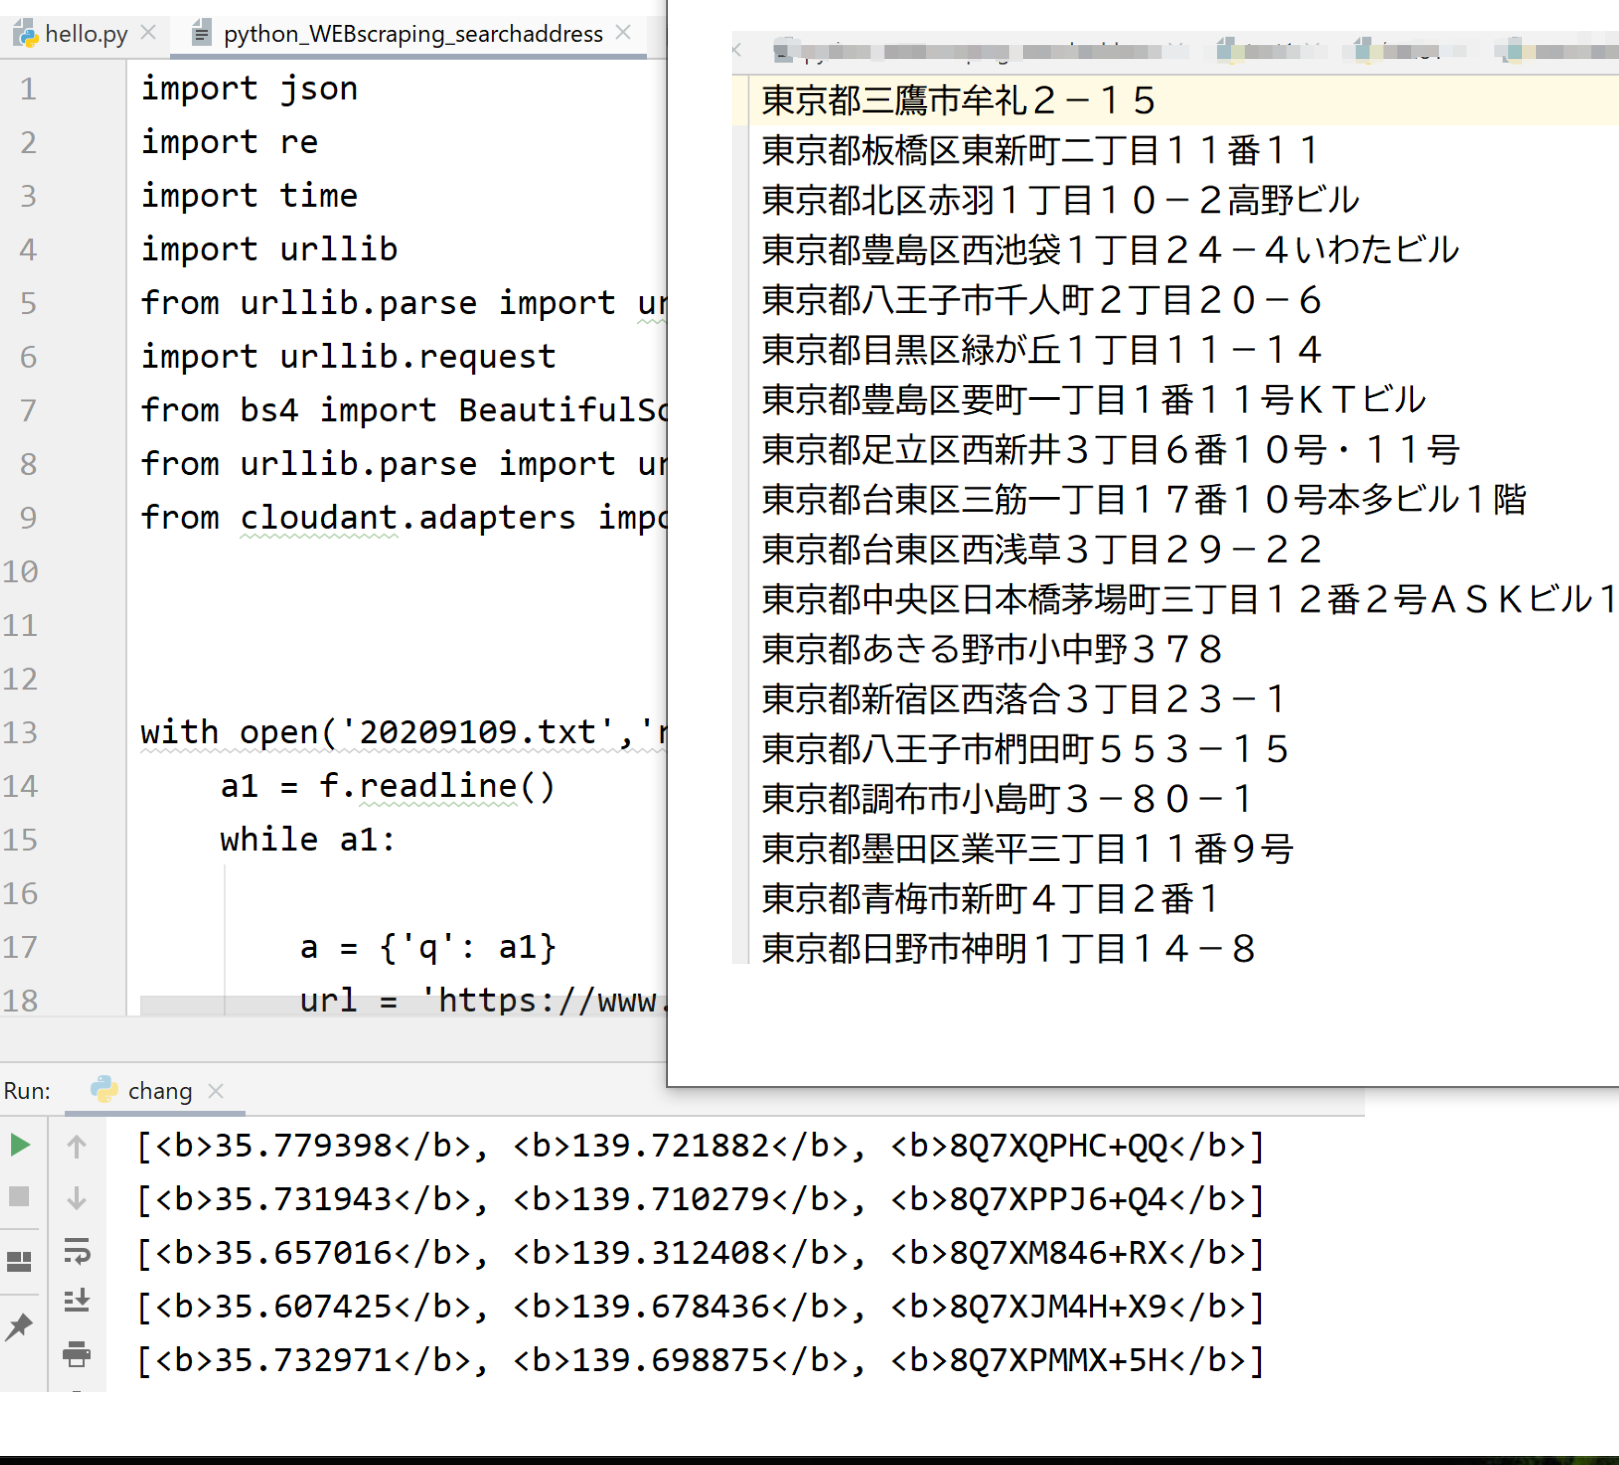 hello.py
python_WEBscraping_searchaddress
1 import json
2 import re
3 import time
4 import urllib
5 from urllib.parse import ur
6 import urllib.request
7 from bs4 import BeautifulSo
8 from urllib.parse import ur
9 from cloudant.adapters impo
10
11
12
13 with open('20209109.txt','r
14 a1 = f.readline()
15 while a1:
16
17 a = {'q': a1}
18 url = 'https://www.
東京都三鷹市牟礼２－１５
東京都板橋区東新町二丁目１１番１１
東京都北区赤羽１丁目１０－２高野ビル
東京都豊島区西池袋１丁目２４－４いわたビル
東京都八王子市千人町２丁目２０－６
東京都目黒区緑が丘１丁目１１－１４
東京都豊島区要町一丁目１番１１号ＫＴビル
東京都足立区西新井３丁目６番１０号・１１号
東京都台東区三筋一丁目１７番１０号本多ビル１階
東京都台東区西浅草３丁目２９－２２
東京都中央区日本橋茅場町三丁目１２番２号ＡＳＫビル１
東京都あきる野市小中野３７８
東京都新宿区西落合３丁目２３－１
東京都八王子市椚田町５５３－１５
東京都調布市小島町３－８０－１
東京都墨田区業平三丁目１１番９号
東京都青梅市新町４丁目２番１
東京都日野市神明１丁目１４－８
Run: chang
[<b>35.779398</b>, <b>139.721882</b>, <b>8Q7XQPHC+QQ</b>]
[<b>35.731943</b>, <b>139.710279</b>, <b>8Q7XPPJ6+Q4</b>]
[<b>35.657016</b>, <b>139.312408</b>, <b>8Q7XM846+RX</b>]
[<b>35.607425</b>, <b>139.678436</b>, <b>8Q7XJM4H+X9</b>]
[<b>35.732971</b>, <b>139.698875</b>, <b>8Q7XPMMX+5H</b>]